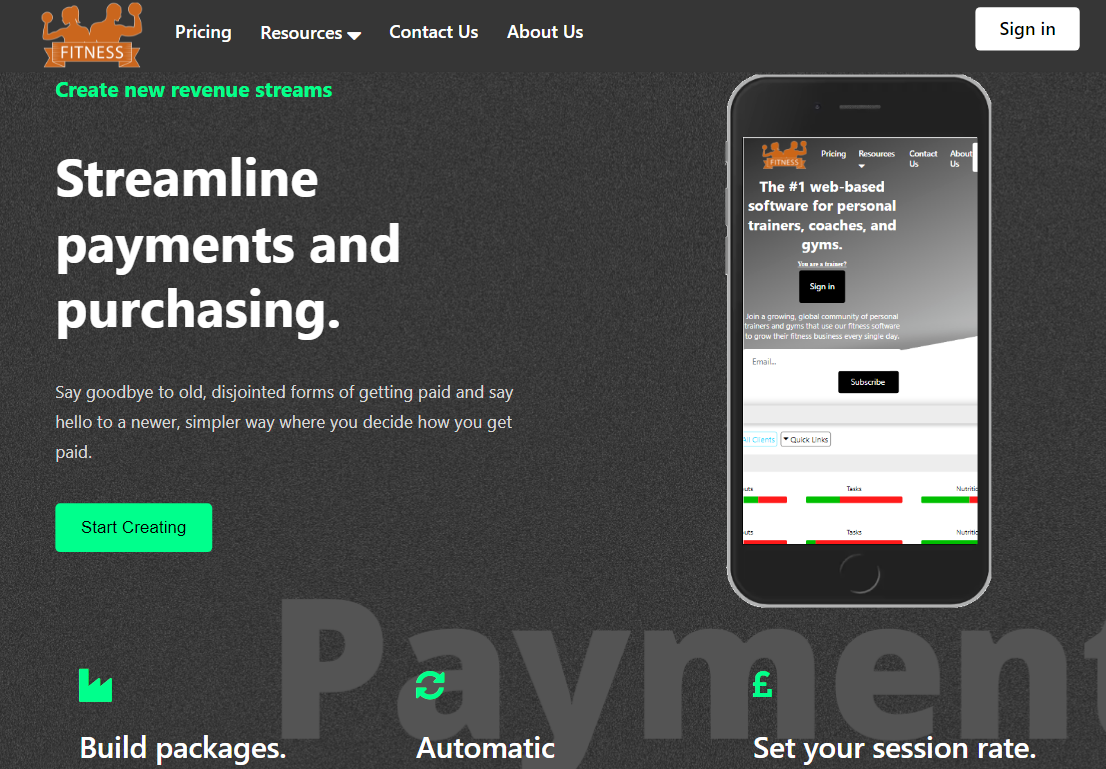 FITNESS
Pricing
Resources
Contact Us
About Us
Sign in
Create new revenue streams
Streamline
payments and
purchasing.
Say goodbye to old, disjointed forms of getting paid and say
hello to a newer, simpler way where you decide how you get
paid.
Start Creating
FITNESS
Pricing
Resources
Contact
Us
About
Us
The #1 web-based
software for personal
trainers, coaches, and
gyms.
You are a trainer?
Sign in
Join a growing, global community of personal
trainers and gyms that use our fitness software
to grow their fitness business every single day.
Email...
Subscribe
All Clients
Quick Links
uts
Tasks
Nutritio
uts
Tasks
Nutritio
Payment
£
Build packages.
Automatic
Set your session rate.